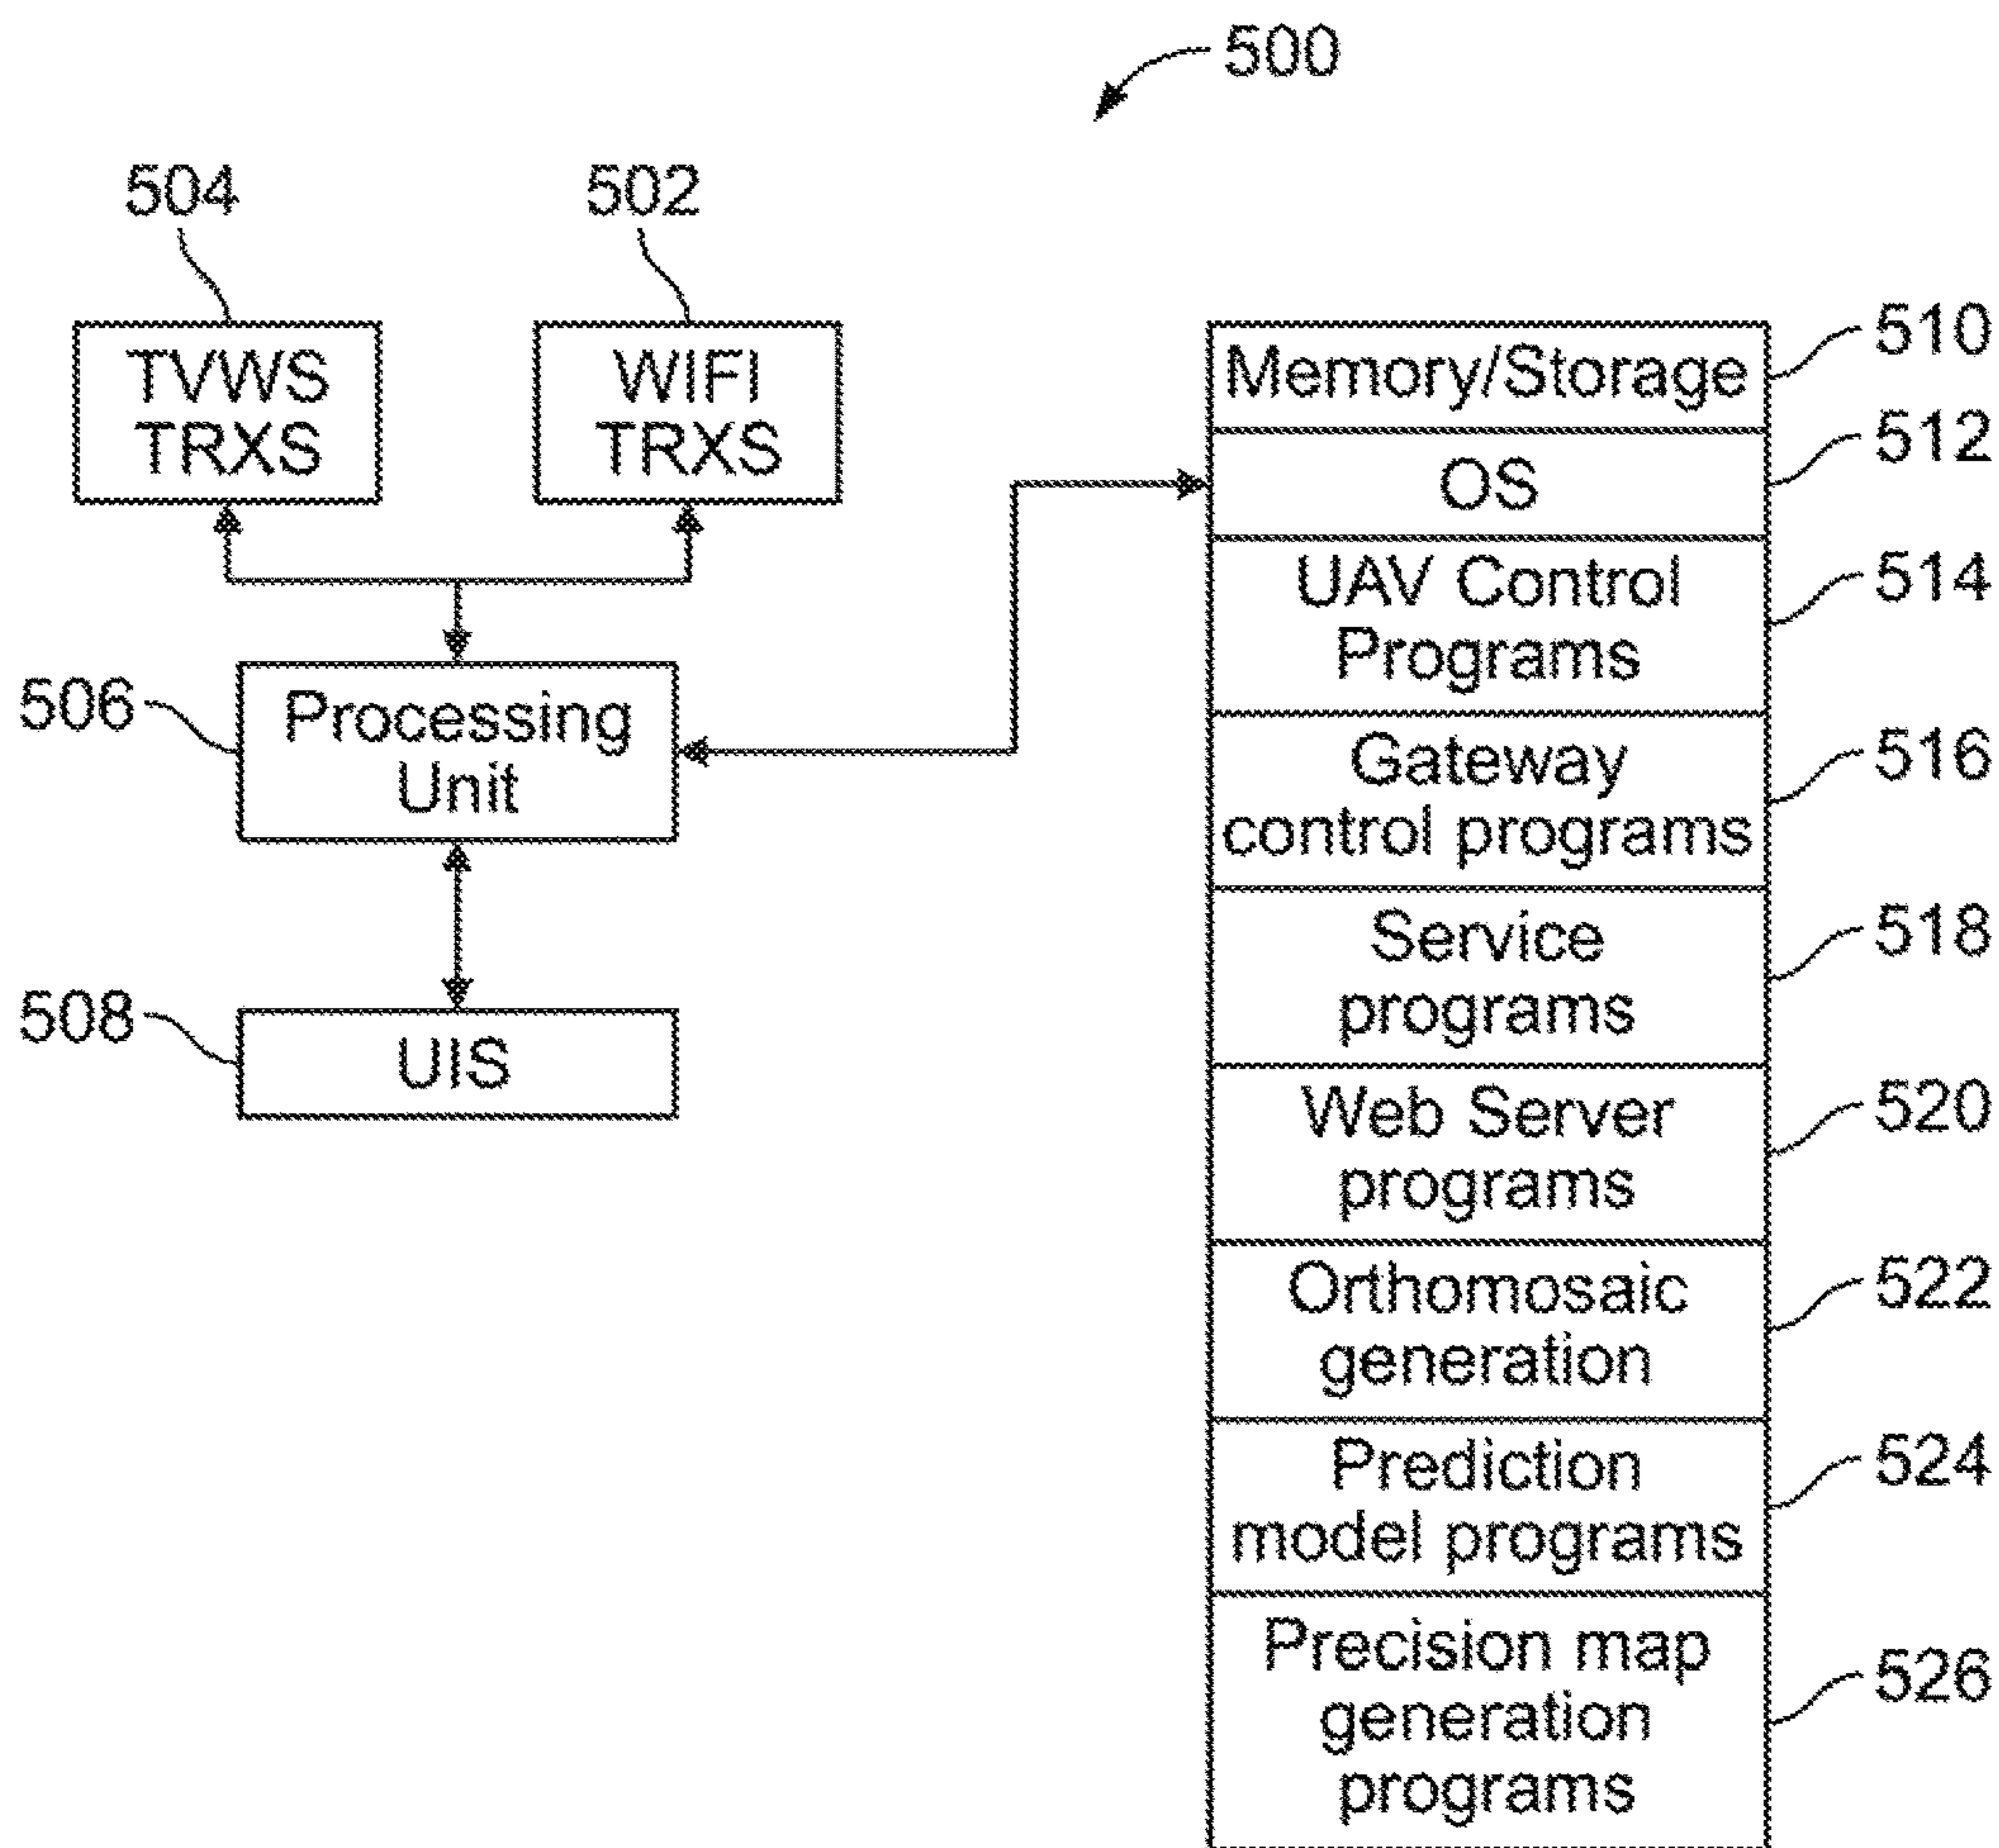 500
504
502
TVWS
TRXS
WIFI
TRXS
506
Processing
Unit
508
UIS
Memory/Storage
510
OS
512
UAV Control
Programs
514
Gateway
control programs
516
Service
programs
518
Web Server
programs
520
Orthomosaic
generation
522
Prediction
model programs
524
Precision map
generation
programs
526